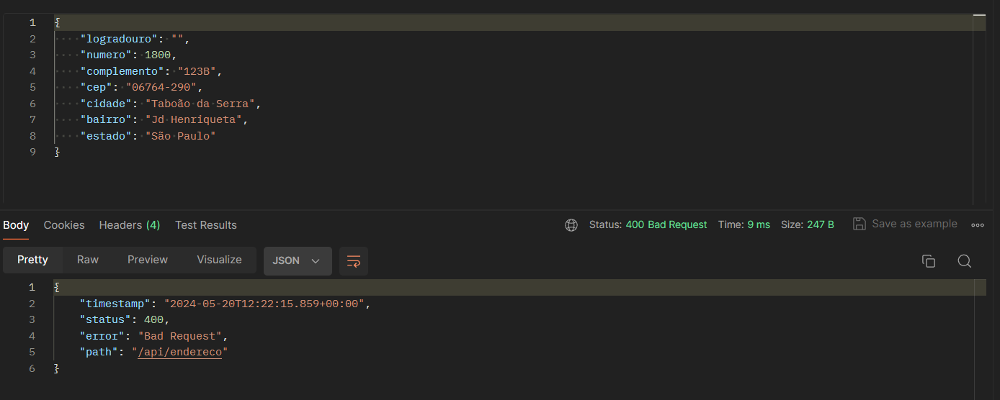 1 {
2 "logradouro": "",
3 "numero": 1800,
4 "complemento": "123B",
5 "cep": "06764-290",
6 "cidade": "Taboão da Serra",
7 "bairro": "Jd Henriqueta",
8 "estado": "São Paulo"
9 }
Body Cookies Headers (4) Test Results Status: 400 Bad Request Time: 9 ms Size: 247 B Save as example
Pretty Raw Preview Visualize JSON
1 {
2 "timestamp": "2024-05-20T12:22:15.859+00:00",
3 "status": 400,
4 "error": "Bad Request",
5 "path": "/api/endereco"
6 }